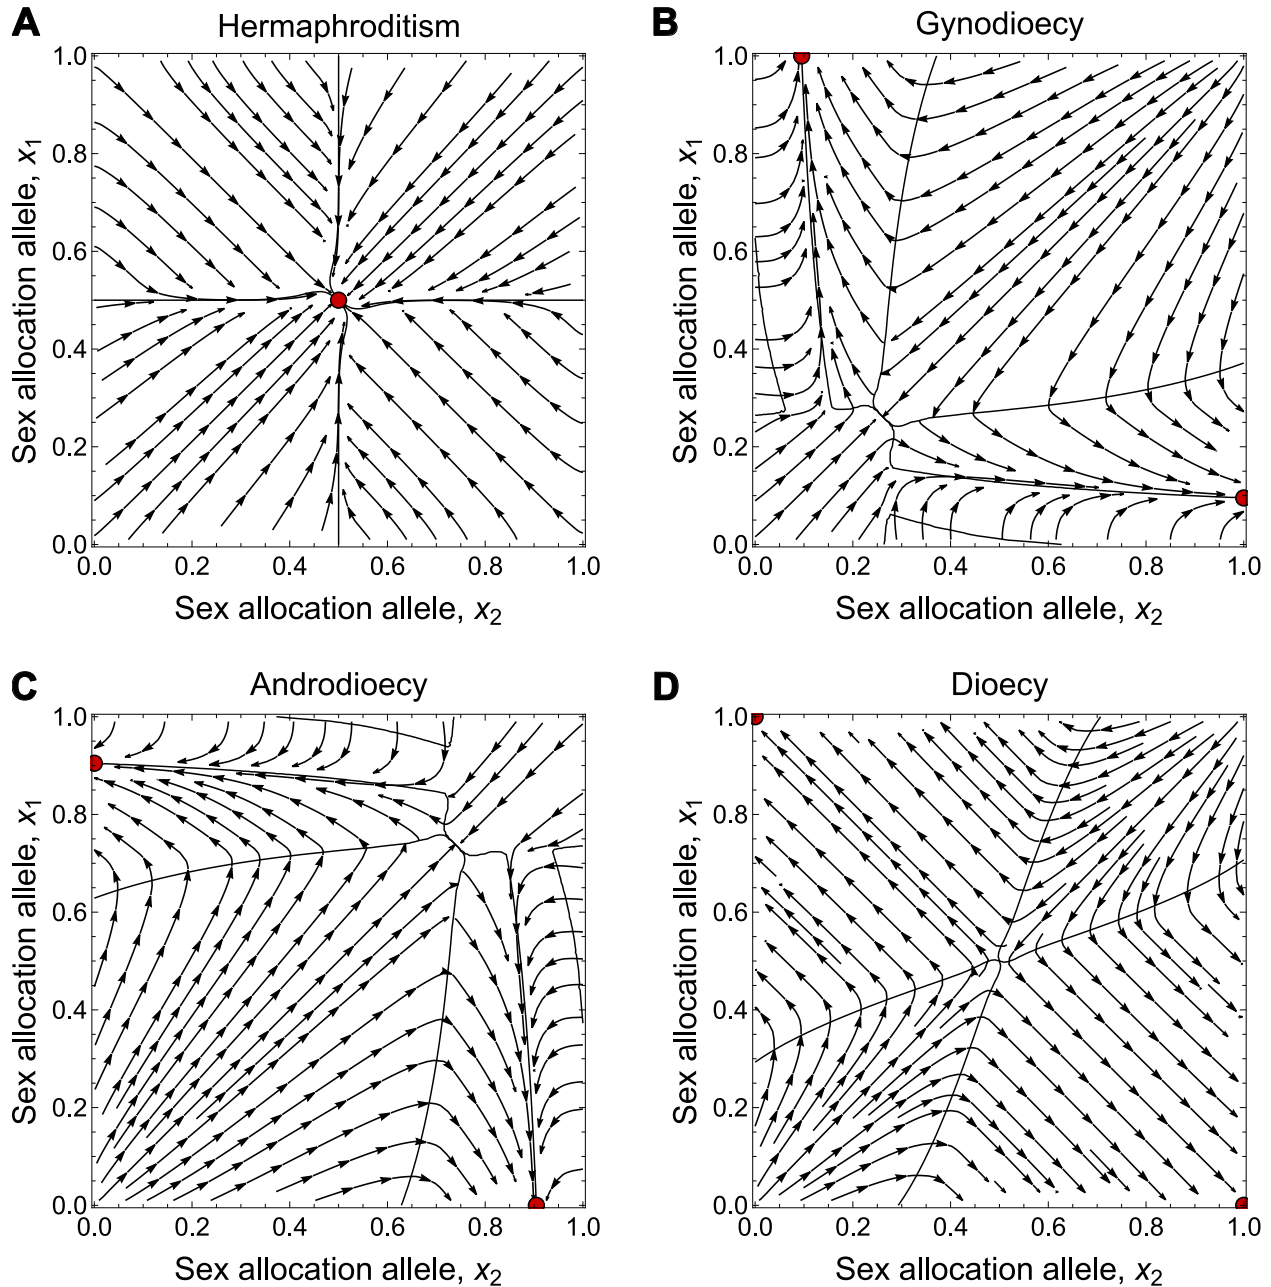 A
Hermaphroditism
1.0
0.8
0.6
0.4
0.2
0.0
Sex allocation allele, x1
0.0 0.2 0.4 0.6 0.8 1.0
Sex allocation allele, x2
B
Gynodioecy
1.0
0.8
0.6
0.4
0.2
0.0
Sex allocation allele, x1
0.0 0.2 0.4 0.6 0.8 1.0
Sex allocation allele, x2
C
Androdioecy
1.0
0.8
0.6
0.4
0.2
0.0
Sex allocation allele, x1
0.0 0.2 0.4 0.6 0.8 1.0
Sex allocation allele, x2
D
Dioecy
1.0
0.8
0.6
0.4
0.2
0.0
Sex allocation allele, x1
0.0 0.2 0.4 0.6 0.8 1.0
Sex allocation allele, x2